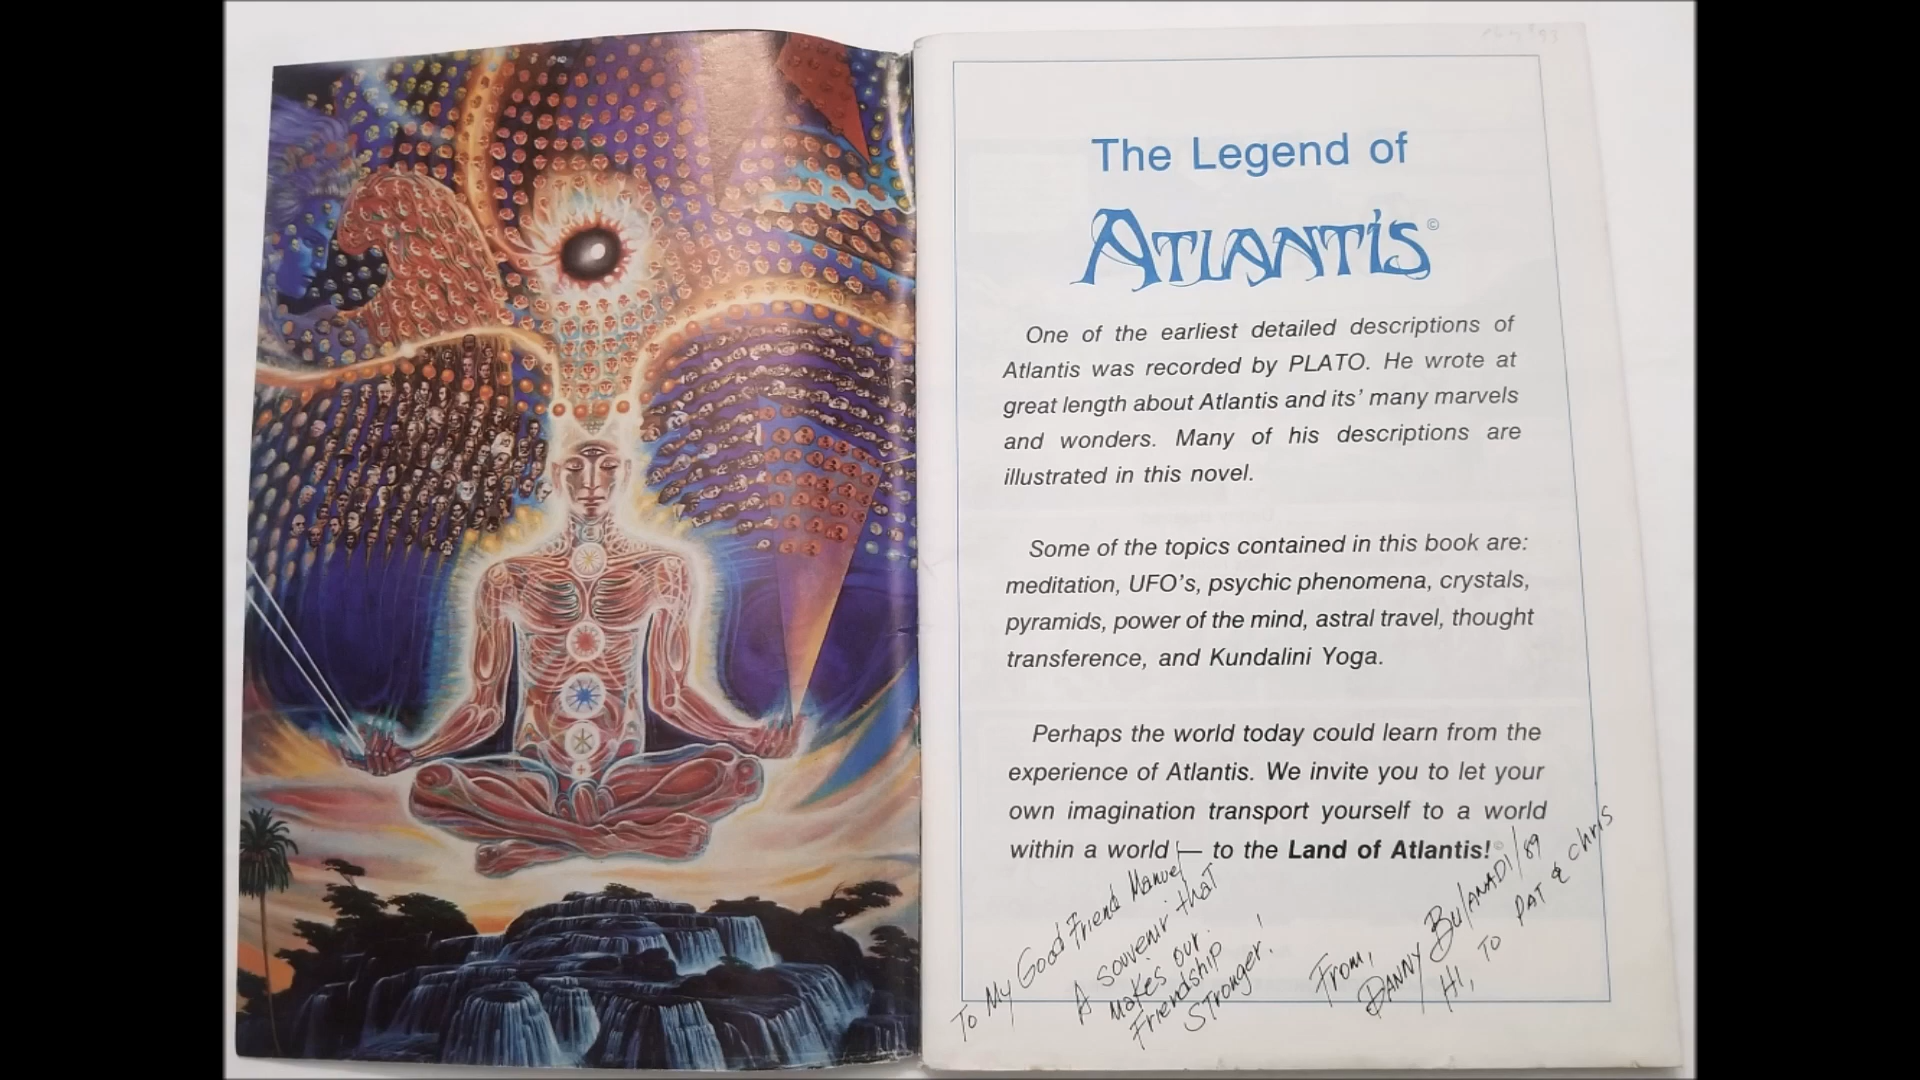 The Legend of
ATLANTIS©
One of the earliest detailed descriptions of
Atlantis was recorded by PLATO. He wrote at
great length about Atlantis and its' many marvels
and wonders. Many of his descriptions are
illustrated in this novel.
Some of the topics contained in this book are:
meditation, UFO's, psychic phenomena, crystals,
pyramids, power of the mind, astral travel, thought
transference, and Kundalini Yoga.
Perhaps the world today could learn from the
experience of Atlantis. We invite you to let your
own imagination transport yourself to a world
within a world — to the Land of Atlantis!©
To My Good Friend Manuel
A souvenir that
Makes our
Friendship
Stronger!
From,
DANNY BULANADI/89
HI, TO PAT & Chris